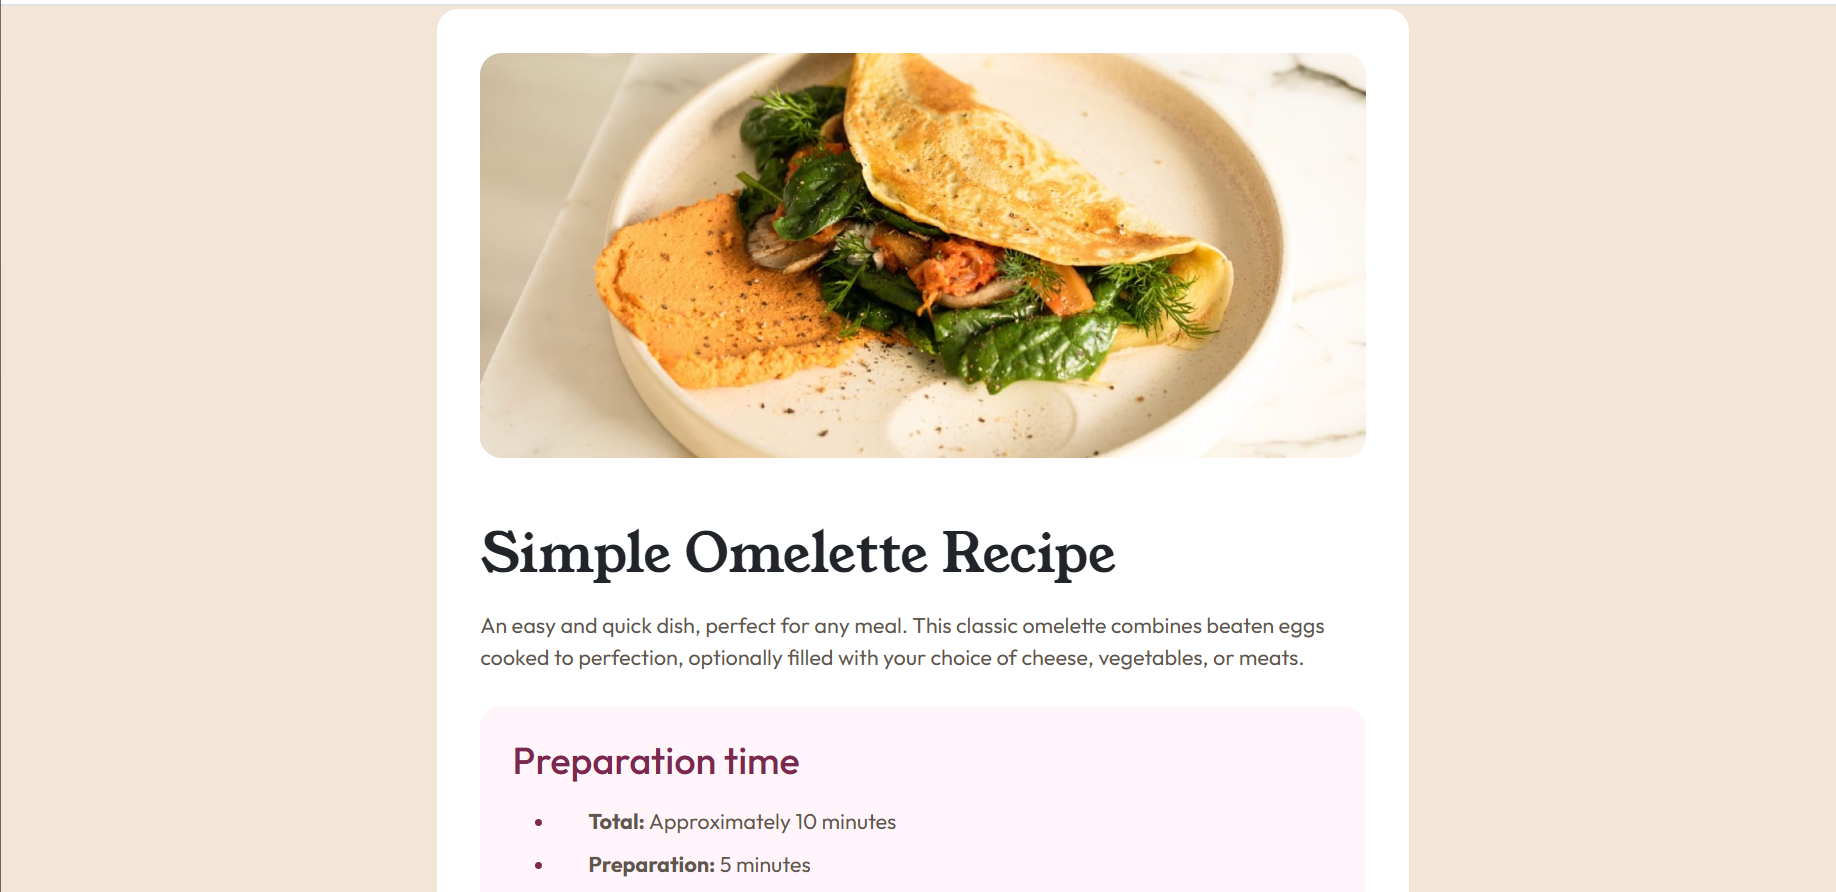 Simple Omelette Recipe
An easy and quick dish, perfect for any meal. This classic omelette combines beaten eggs
cooked to perfection, optionally filled with your choice of cheese, vegetables, or meats.
Preparation time
• Total: Approximately 10 minutes
• Preparation: 5 minutes